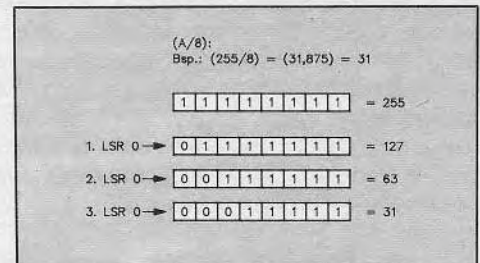 (A/8):
Bsp.: (255/8) = (31,875) = 31
1 1 1 1 1 1 1 1 = 255
1. LSR 0 → 0 1 1 1 1 1 1 1 = 127
2. LSR 0 → 0 0 1 1 1 1 1 1 = 63
3. LSR 0 → 0 0 0 1 1 1 1 1 = 31